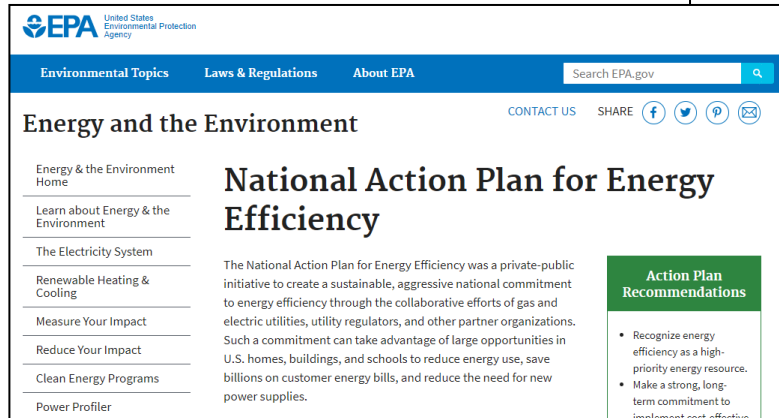 EPA
United States
Environmental Protection
Agency
Environmental Topics
Laws & Regulations
About EPA
Search EPA.gov
CONTACT US
SHARE
Energy and the Environment
Energy & the Environment
Home
Learn about Energy & the
Environment
The Electricity System
Renewable Heating &
Cooling
Measure Your Impact
Reduce Your Impact
Clean Energy Programs
Power Profiler
National Action Plan for Energy
Efficiency
The National Action Plan for Energy Efficiency was a private-public
initiative to create a sustainable, aggressive national commitment
to energy efficiency through the collaborative efforts of gas and
electric utilities, utility regulators, and other partner organizations.
Such a commitment can take advantage of large opportunities in
U.S. homes, buildings, and schools to reduce energy use, save
billions on customer energy bills, and reduce the need for new
power supplies.
Action Plan
Recommendations
• Recognize energy
efficiency as a high-
priority energy resource.
• Make a strong, long-
term commitment to
implement cost-effective